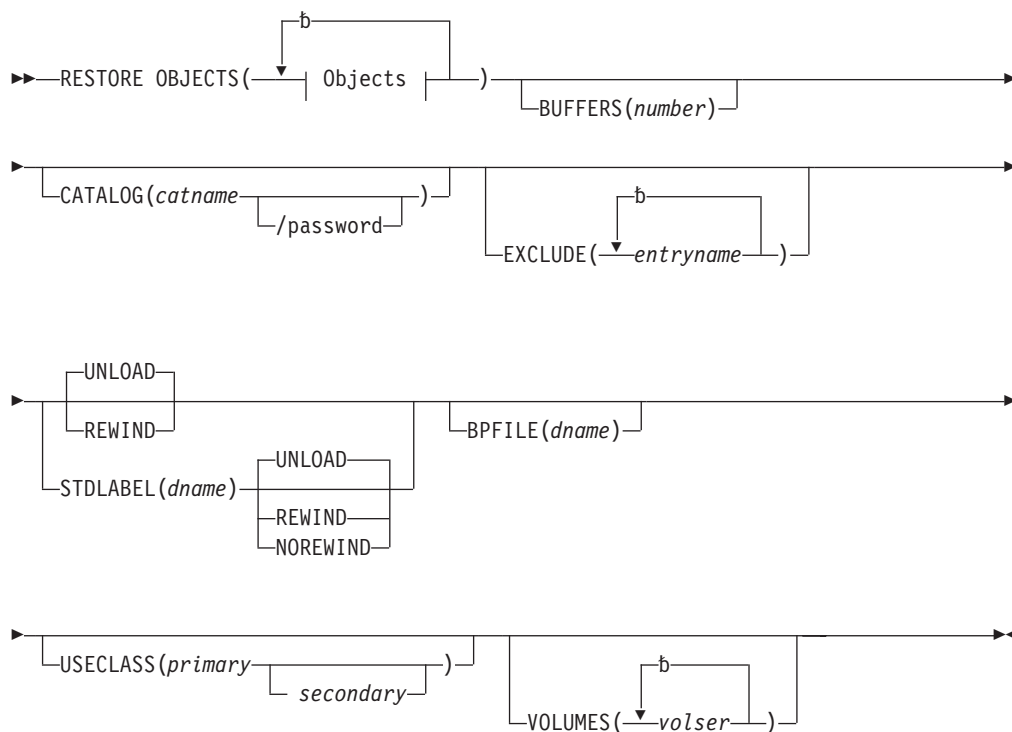 ƀ
RESTORE OBJECTS( Objects )
BUFFERS(number)
CATALOG(catname )
/password
ƀ
EXCLUDE( entryname )
UNLOAD
REWIND
STDLABEL(dname)
UNLOAD
REWIND
NOREWIND
BPFILE(dname)
USECLASS(primary )
secondary
ƀ
VOLUMES( volser )